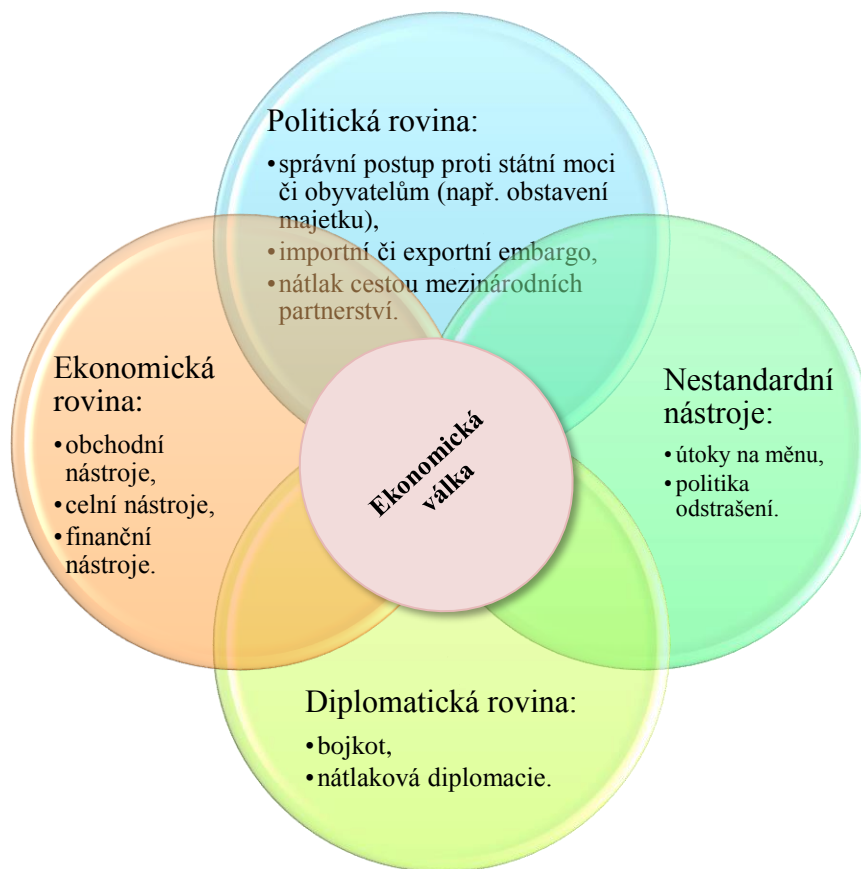 Politická rovina:
•správní postup proti státní moci
či obyvatelům (např. obstavení
majetku),
•importní či exportní embargo,
•nátlak cestou mezinárodních
partnerství.
Ekonomická
rovina:
•obchodní
nástroje,
•celní nástroje,
•finanční
nástroje.
Ekonomická
válka
Nestandardní
nástroje:
•útoky na měnu,
•politika
odstrašení.
Diplomatická rovina:
•bojkot,
•nátlaková diplomacie.